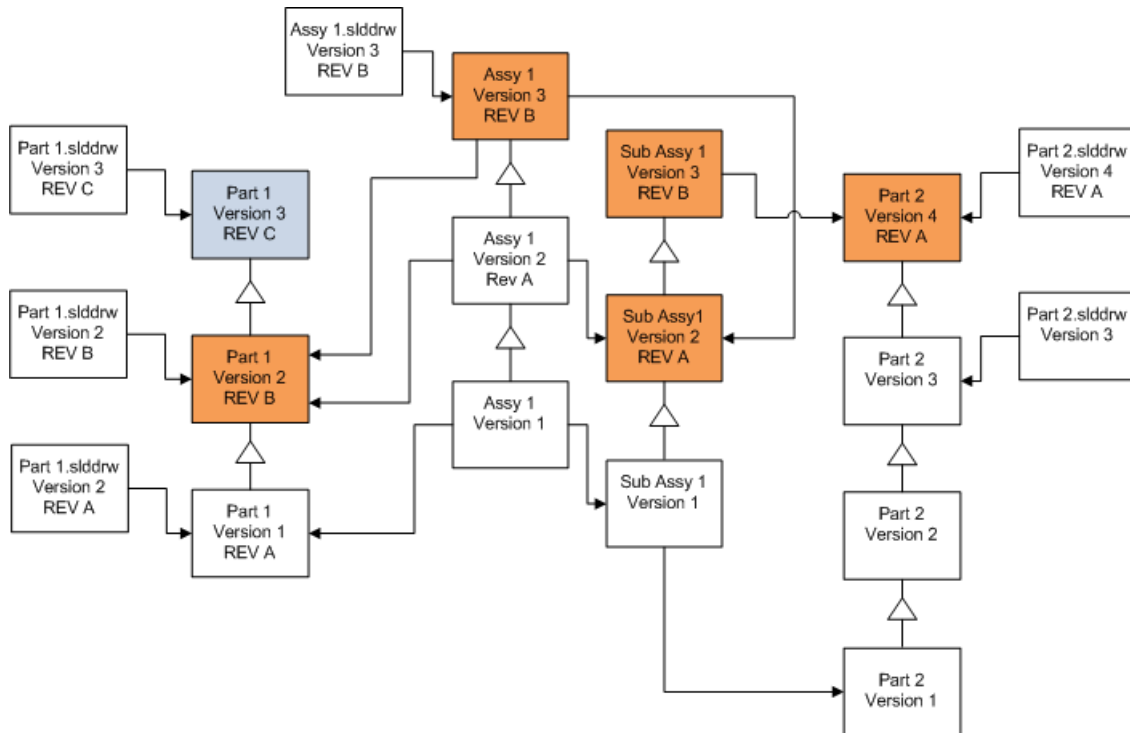 Assy 1.slddrw
Version 3
REV B
Assy 1
Version 3
REV B
Part 1.slddrw
Version 3
REV C
Part 1
Version 3
REV C
Sub Assy 1
Version 3
REV B
Part 2
Version 4
REV A
Part 2.slddrw
Version 4
REV A
Assy 1
Version 2
Rev A
Part 1.slddrw
Version 2
REV B
Part 1
Version 2
REV B
Sub Assy1
Version 2
REV A
Part 2
Version 3
Part 2.slddrw
Version 3
Assy 1
Version 1
Part 1.slddrw
Version 2
REV A
Part 1
Version 1
REV A
Sub Assy 1
Version 1
Part 2
Version 2
Part 2
Version 1